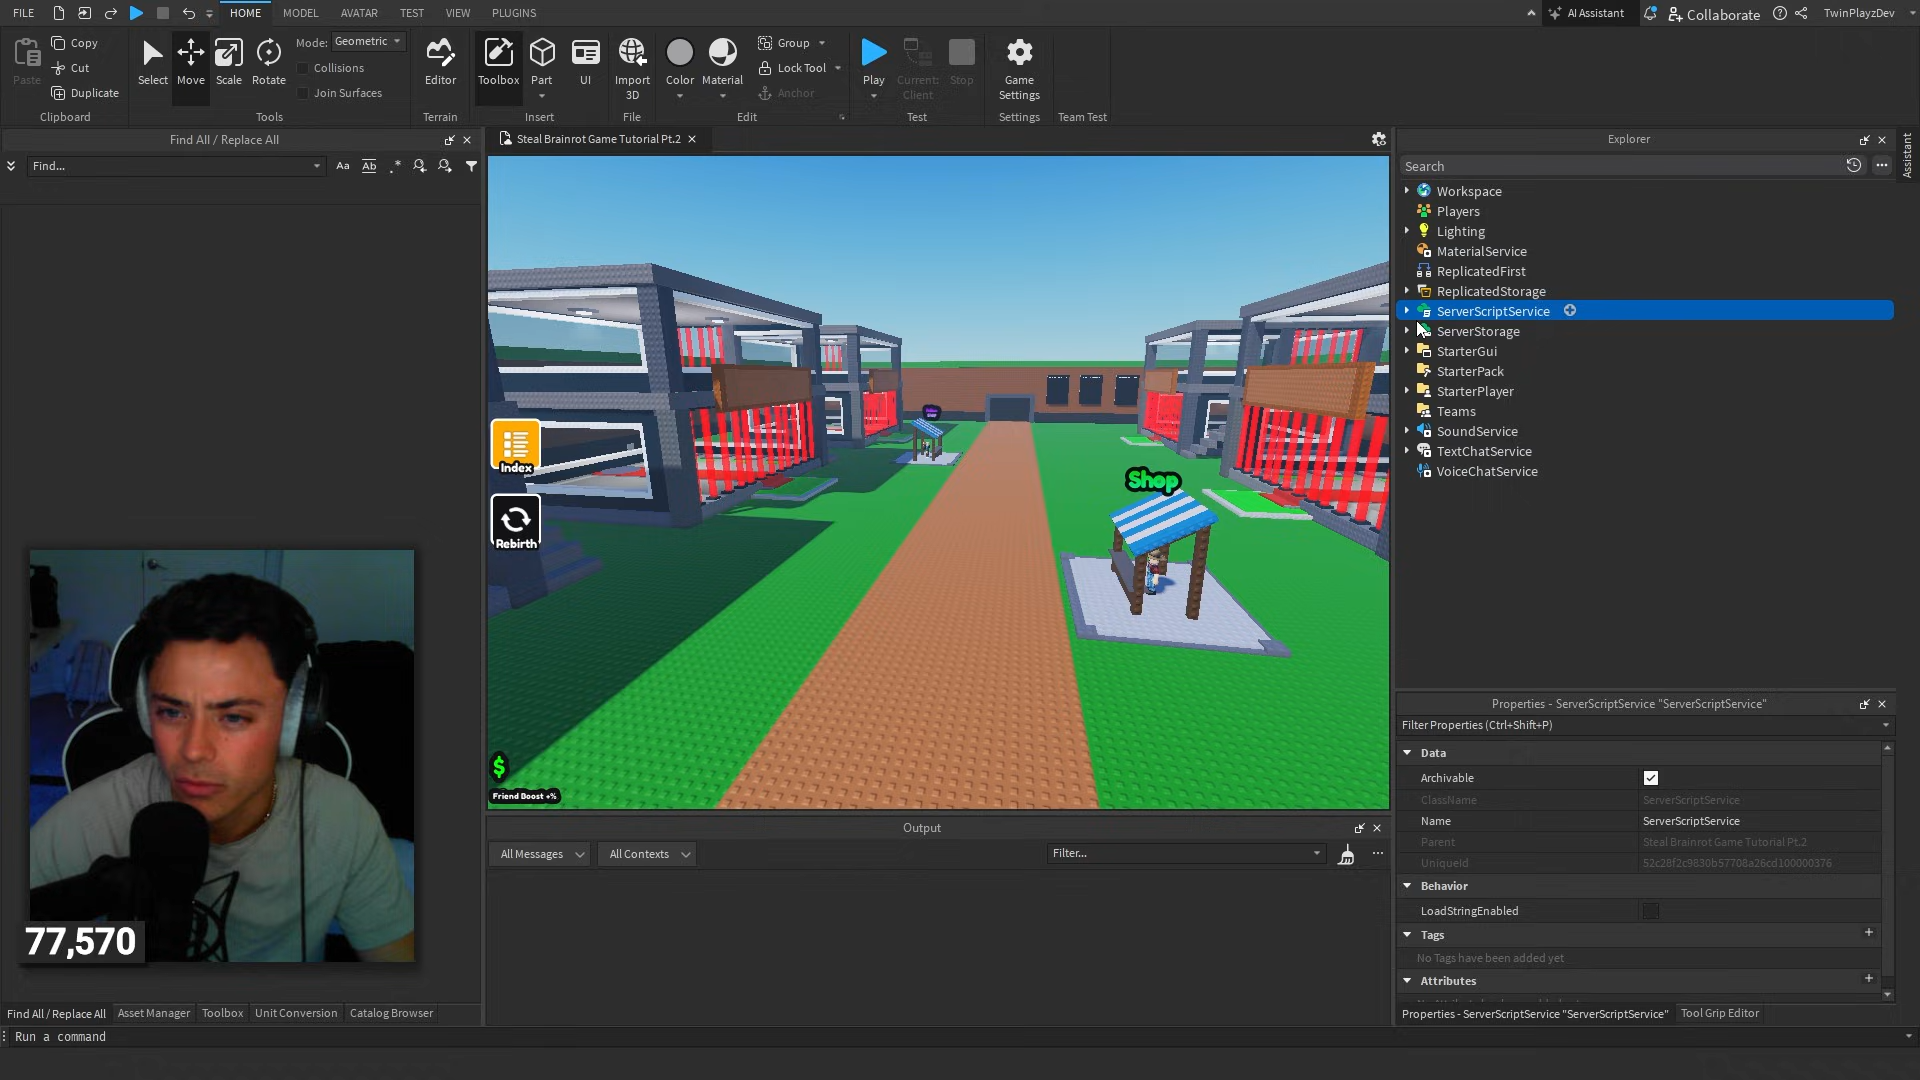 FILE
HOME
MODEL
AVATAR
TEST
VIEW
PLUGINS
AI Assistant
Collaborate
TwinPlayzDev
Paste
Copy
Cut
Duplicate
Clipboard
Select
Move
Scale
Rotate
Mode: Geometric
Collisions
Join Surfaces
Tools
Editor
Terrain
Toolbox
Part
UI
Insert
Import
3D
File
Color
Material
Group
Lock Tool
Anchor
Edit
Play
Current:
Client
Stop
Test
Game
Settings
Settings
Team Test
Find All / Replace All
Find...
Aa
Ab
.*
Steal Brainrot Game Tutorial Pt.2
Index
Rebirth
Shop
$
Friend Boost +%
77,570
Output
All Messages
All Contexts
Filter...
Explorer
Assistant
Search
Workspace
Players
Lighting
MaterialService
ReplicatedFirst
ReplicatedStorage
ServerScriptService
ServerStorage
StarterGui
StarterPack
StarterPlayer
Teams
SoundService
TextChatService
VoiceChatService
Properties - ServerScriptService "ServerScriptService"
Filter Properties (Ctrl+Shift+P)
Data
Archivable
ClassName ServerScriptService
Name ServerScriptService
Parent Steal Brainrot Game Tutorial Pt.2
UniqueId 52c28f2c9830b57708a26cd100000376
Behavior
LoadStringEnabled
Tags
No Tags have been added yet
Attributes
Properties - ServerScriptService "ServerScriptService"
Tool Grip Editor
Find All / Replace All
Asset Manager
Toolbox
Unit Conversion
Catalog Browser
Run a command